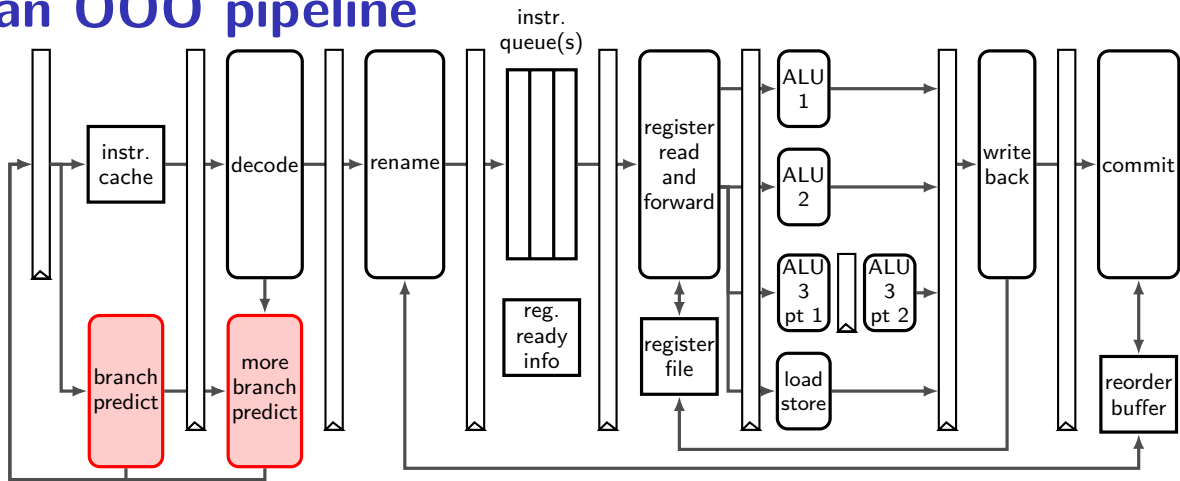 an OOO pipeline
instr.
queue(s)
instr.
cache
decode
rename
register
read
and
forward
ALU
1
ALU
2
ALU
3
pt 1
ALU
3
pt 2
load
store
write
back
commit
branch
predict
more
branch
predict
reg.
ready
info
register
file
reorder
buffer